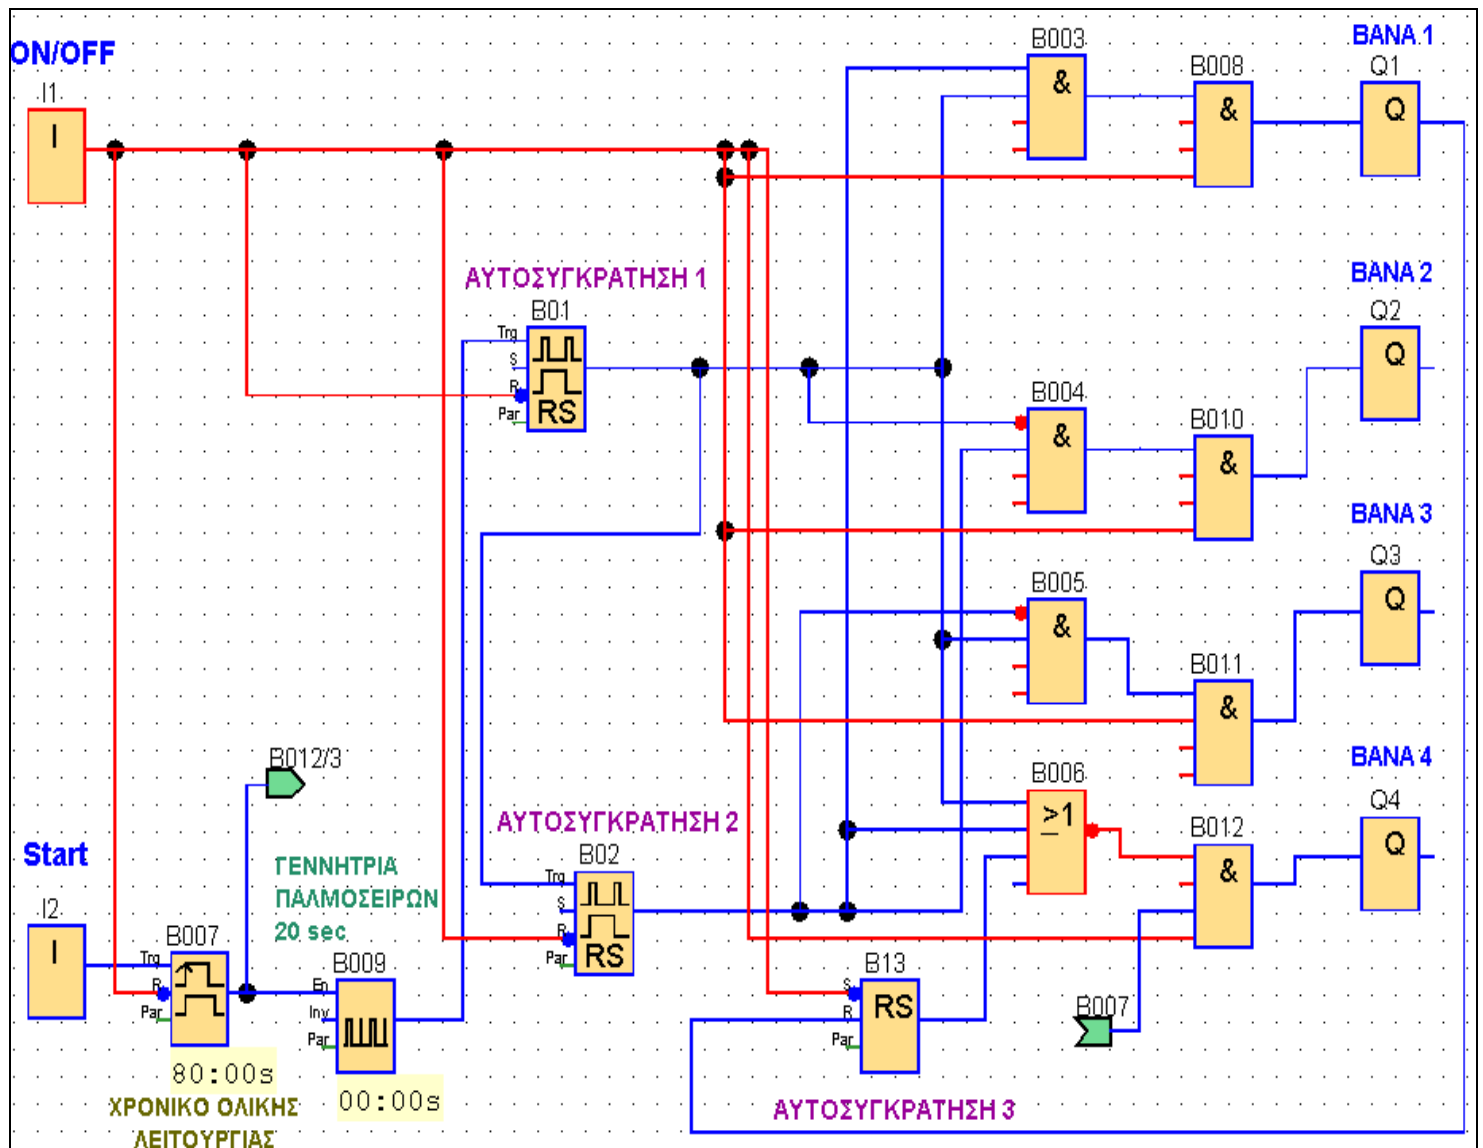 ON/OFF
I1
I
B003
&
B008
&
BANA 1
Q1
Q
ΑΥΤΟΣΥΓΚΡΑΤΗΣΗ 1
B01
Trg
S
R
Par
RS
BANA 2
Q2
Q
B004
&
B010
&
BANA 3
Q3
Q
B005
&
B011
&
B012/3
BANA 4
Q4
Q
B006
≥1
B012
&
ΑΥΤΟΣΥΓΚΡΑΤΗΣΗ 2
B02
Trg
S
R
Par
RS
Start
I2
I
ΓΕΝΝΗΤΡΙΑ
ΠΑΛΜΟΣΕΙΡΩΝ
20 sec
B007
Trg
R
Par
80:00s
ΧΡΟΝΙΚΟ ΟΛΙΚΗΣ
ΛΕΙΤΟΥΡΓΙΑΣ
B009
En
Inv
Par
00:00s
B13
S
R
Par
RS
B007
ΑΥΤΟΣΥΓΚΡΑΤΗΣΗ 3